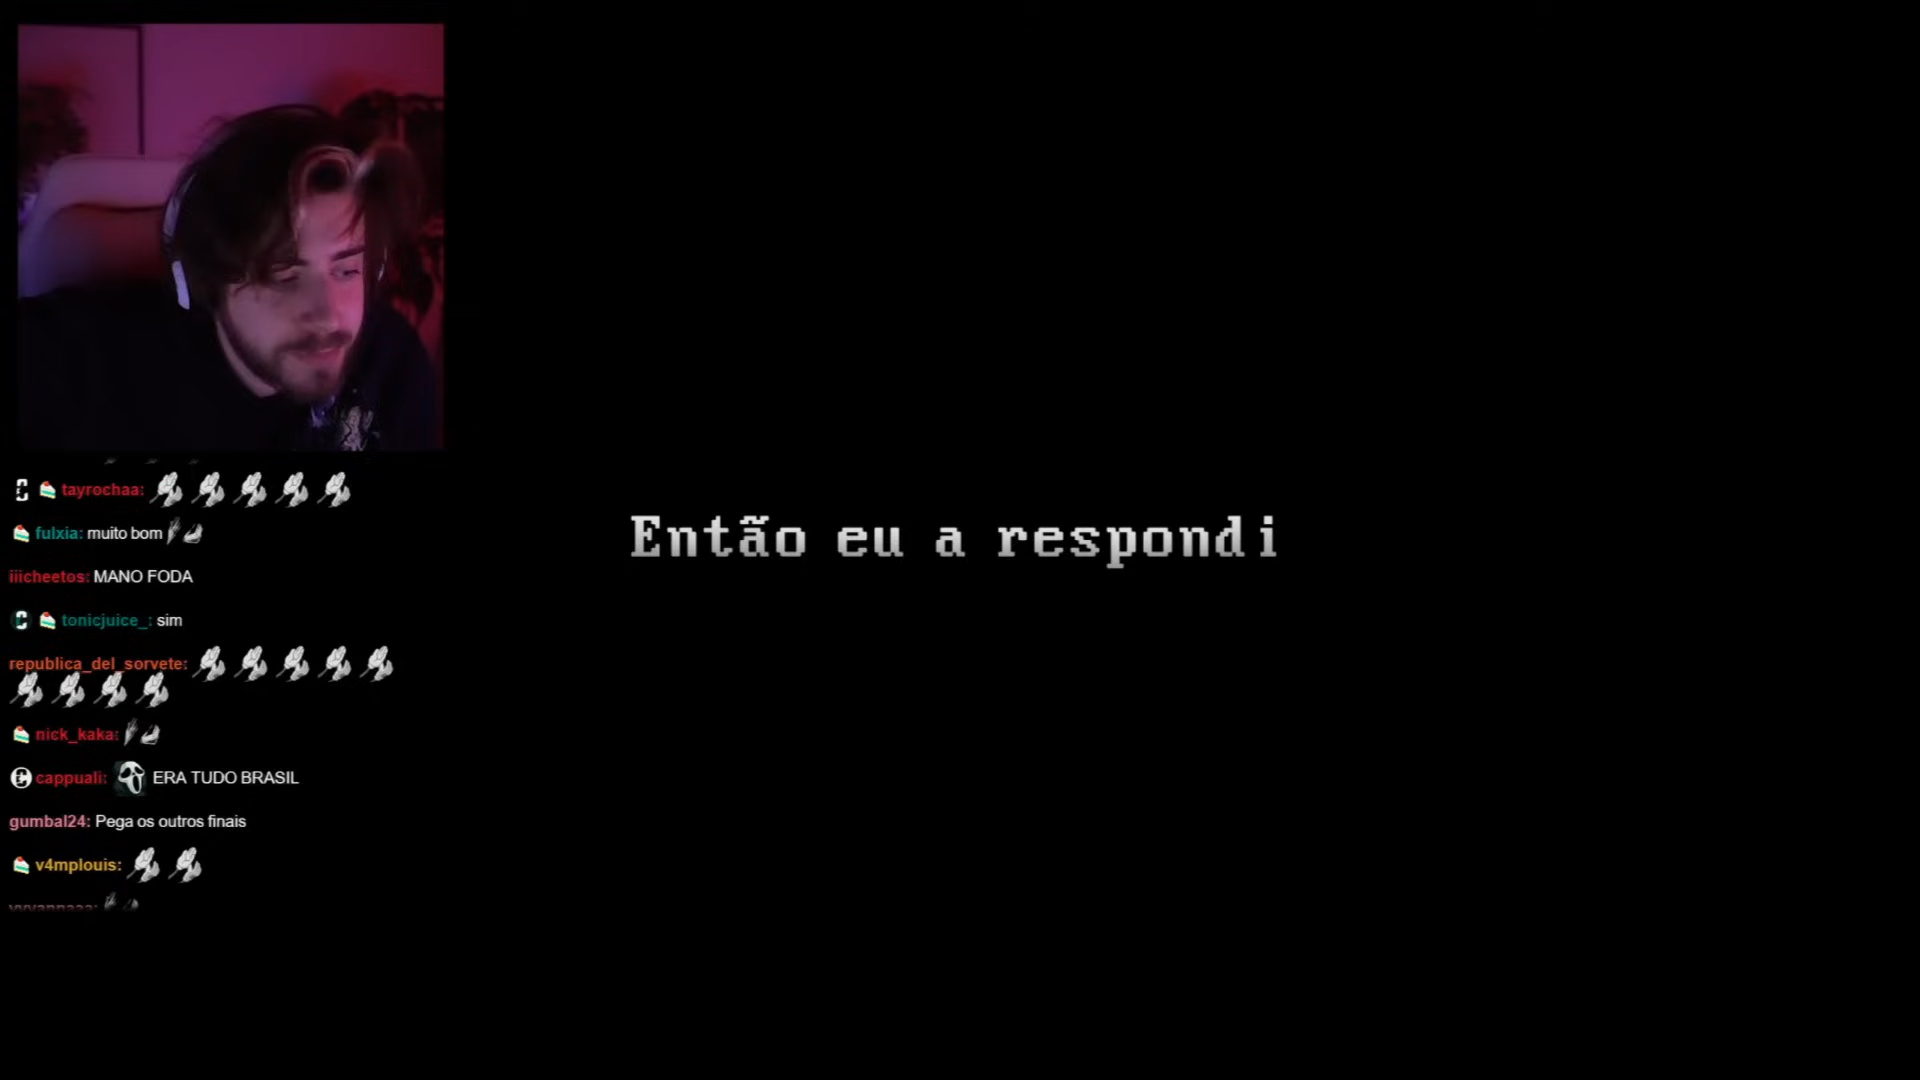 tayrochaa:
fulxia: muito bom
iiicheetos: MANO FODA
tonicjuice_: sim
republica_del_sorvete:
nick_kaka:
cappuali: ERA TUDO BRASIL
gumbal24: Pega os outros finais
v4mplouis:
Então eu a respondi